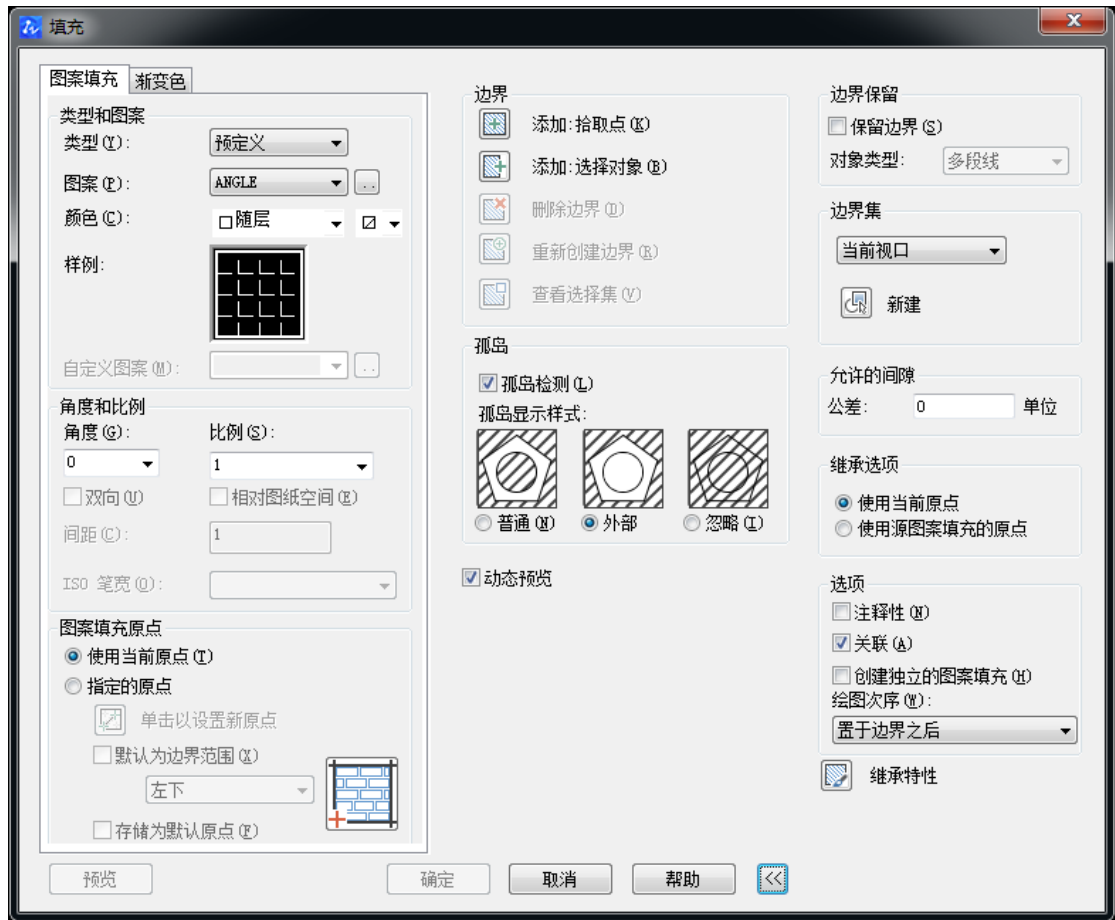 填充
图案填充 渐变色
类型和图案
类型(Y): 预定义
图案(P): ANGLE ..
颜色(C): 随层
样例:
自定义图案(M): ..
角度和比例
角度(G): 比例(S):
0 1
双向(U) 相对图纸空间(E)
间距(C): 1
ISO 笔宽(O):
图案填充原点
使用当前原点(T)
指定的原点
单击以设置新原点
默认为边界范围(X)
左下
存储为默认原点(F)
边界
添加:拾取点(K)
添加:选择对象(B)
删除边界(D)
重新创建边界(R)
查看选择集(V)
孤岛
孤岛检测(L)
孤岛显示样式:
普通(N) 外部 忽略(I)
动态预览
边界保留
保留边界(S)
对象类型: 多段线
边界集
当前视口
新建
允许的间隙
公差: 0 单位
继承选项
使用当前原点
使用源图案填充的原点
选项
注释性(N)
关联(A)
创建独立的图案填充(H)
绘图次序(W):
置于边界之后
继承特性
预览 确定 取消 帮助 <<